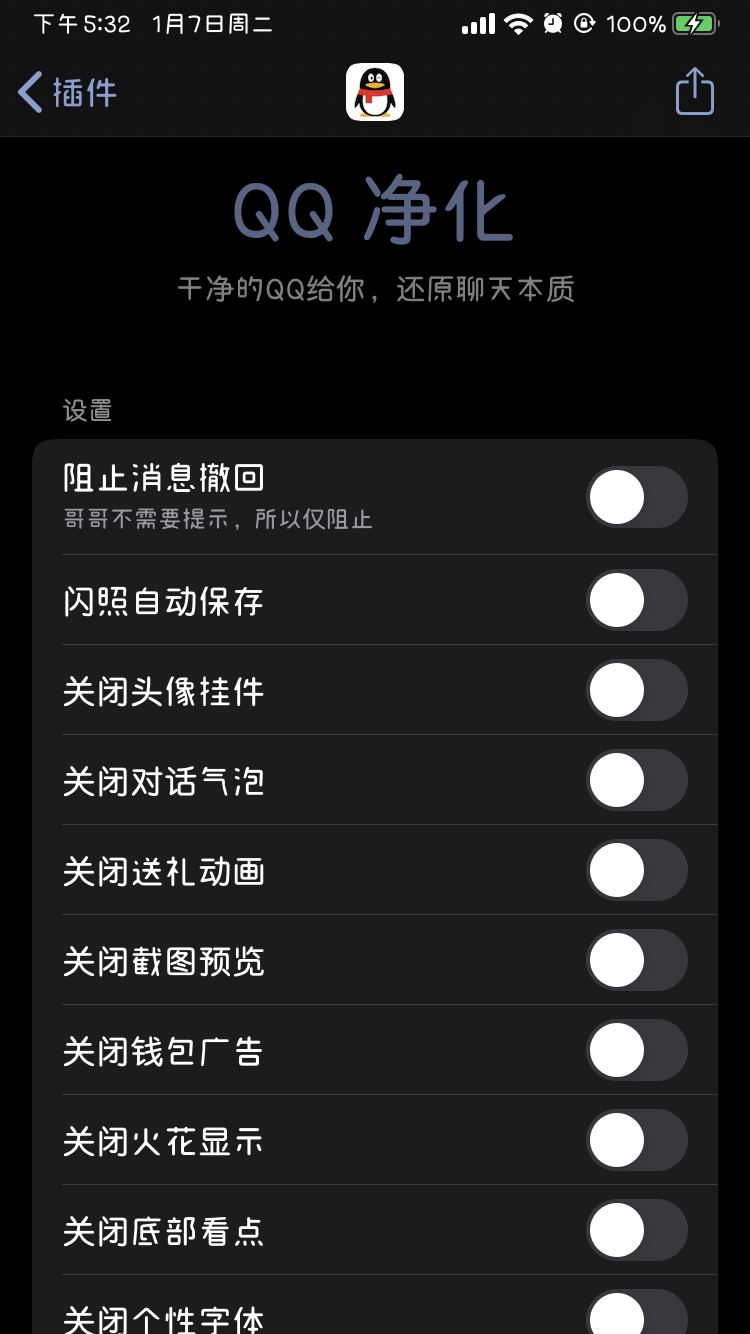 下午5:32 1月7日周二 100%
插件
QQ 净化
干净的QQ给你，还原聊天本质
设置
阻止消息撤回
哥哥不需要提示，所以仅阻止
闪照自动保存
关闭头像挂件
关闭对话气泡
关闭送礼动画
关闭截图预览
关闭钱包广告
关闭火花显示
关闭底部看点
关闭个性字体